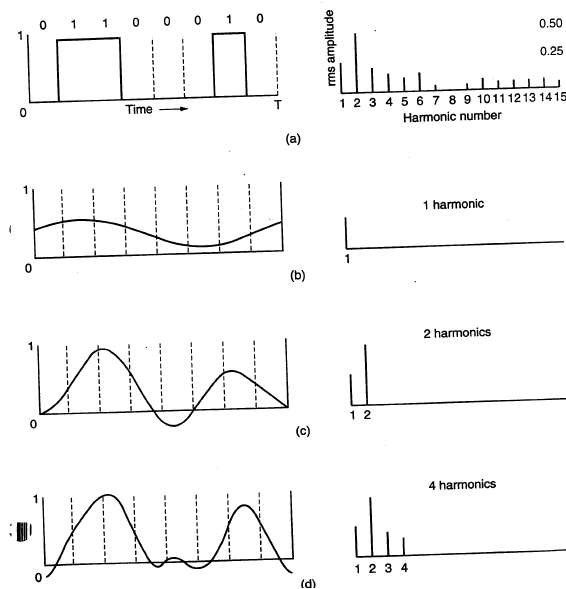 0 1 1 0 0 0 1 0
1
0
Time
T
rms amplitude
0.50
0.25
1 2 3 4 5 6 7 8 9 10 11 12 13 14 15
Harmonic number
(a)
1
0
1 harmonic
1
(b)
1
0
2 harmonics
1 2
(c)
1
0
4 harmonics
1 2 3 4
(d)